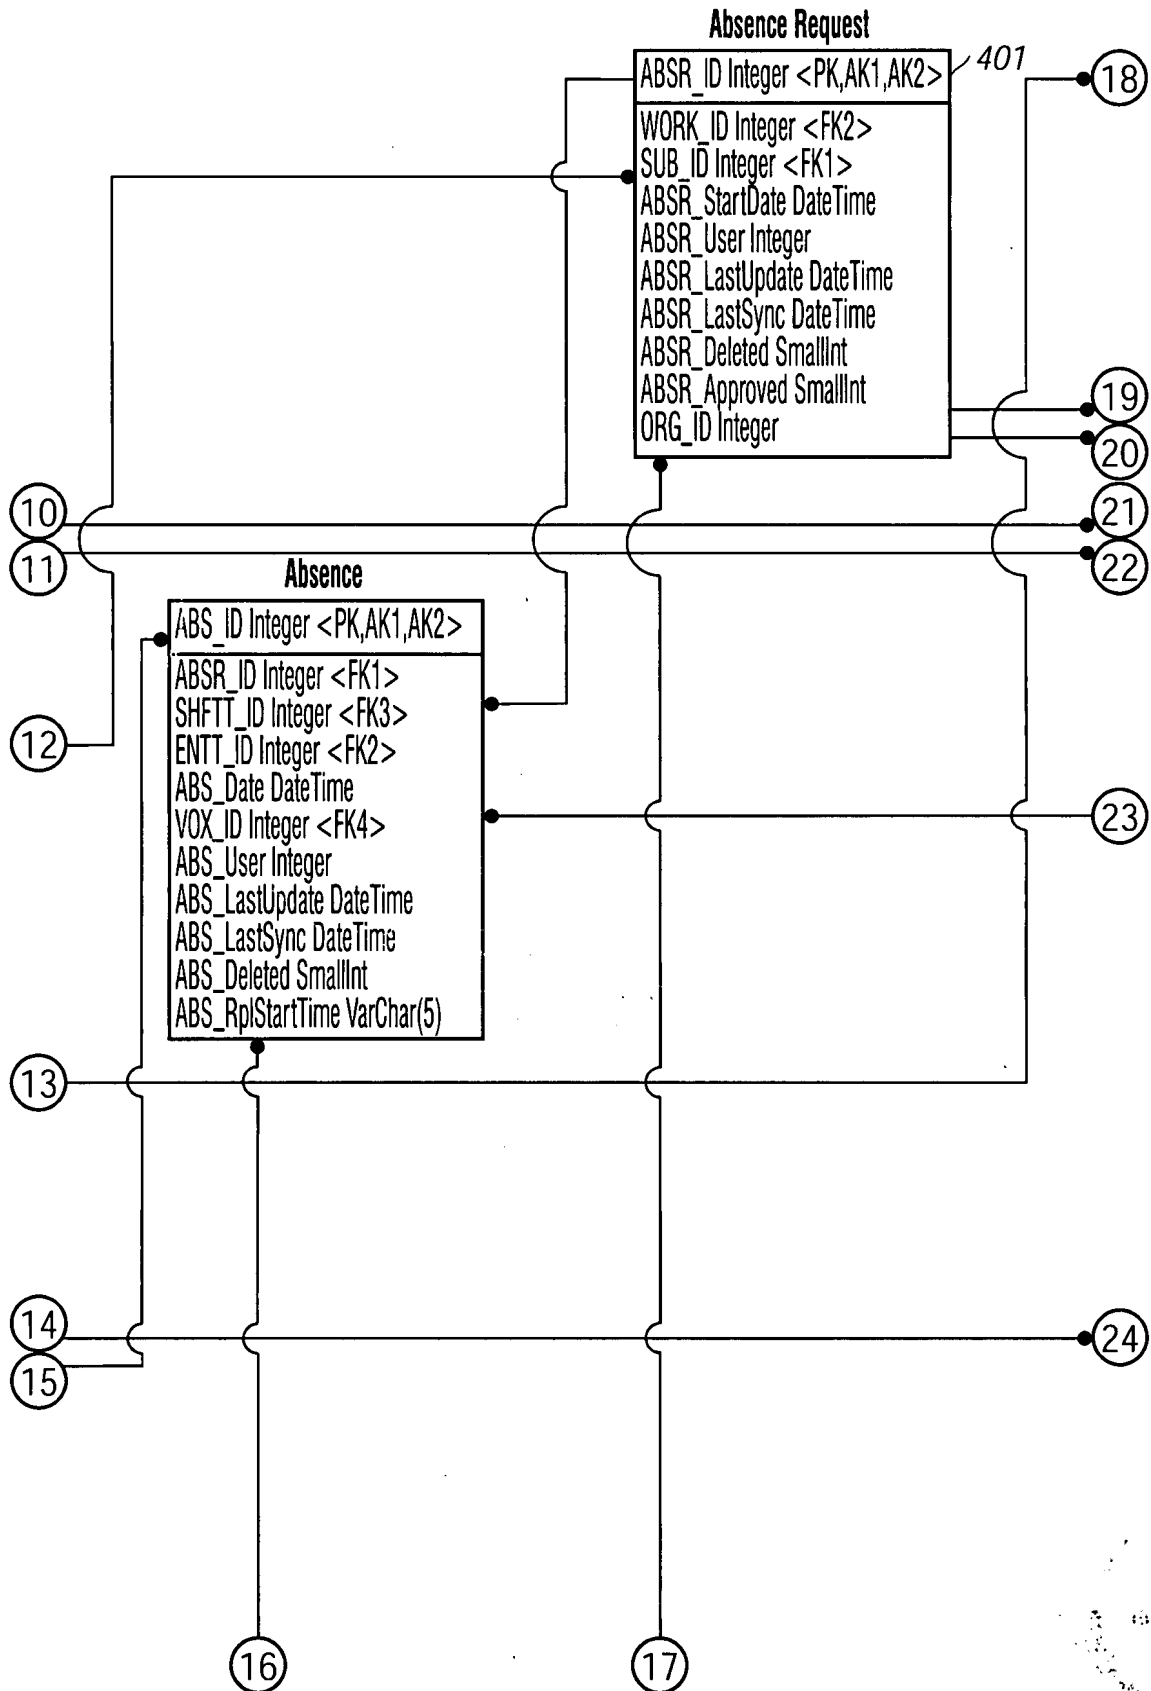 Absence Request
401
ABSR_ID Integer <PK,AK1,AK2>
WORK_ID Integer <FK2>
SUB_ID Integer <FK1>
ABSR_StartDate DateTime
ABSR_User Integer
ABSR_LastUpdate DateTime
ABSR_LastSync DateTime
ABSR_Deleted SmallInt
ABSR_Approved SmallInt
ORG_ID Integer
18
19
20
10
21
11
22
Absence
ABS_ID Integer <PK,AK1,AK2>
ABSR_ID Integer <FK1>
SHFTT_ID Integer <FK3>
ENTT_ID Integer <FK2>
ABS_Date DateTime
VOX_ID Integer <FK4>
ABS_User Integer
ABS_LastUpdate DateTime
ABS_LastSync DateTime
ABS_Deleted SmallInt
ABS_RplStartTime VarChar(5)
12
23
13
14
24
15
16
17